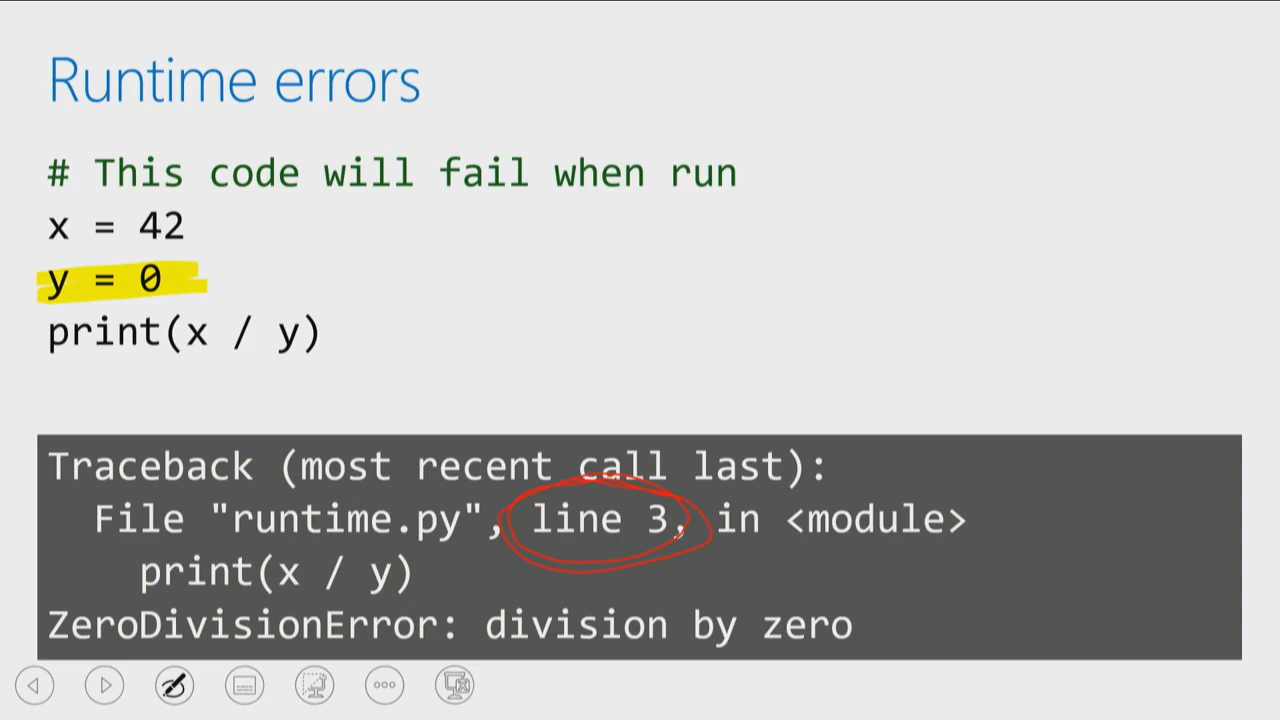 Runtime errors
# This code will fail when run
x = 42
y = 0
print(x / y)
Traceback (most recent call last):
File "runtime.py", line 3, in <module>
print(x / y)
ZeroDivisionError: division by zero